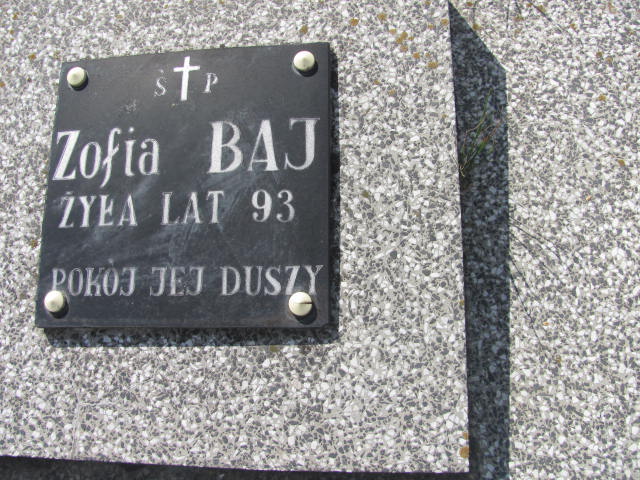 Ś P
Zofia BAJ
ŻYŁA LAT 93
POKÓJ JEJ DUSZY